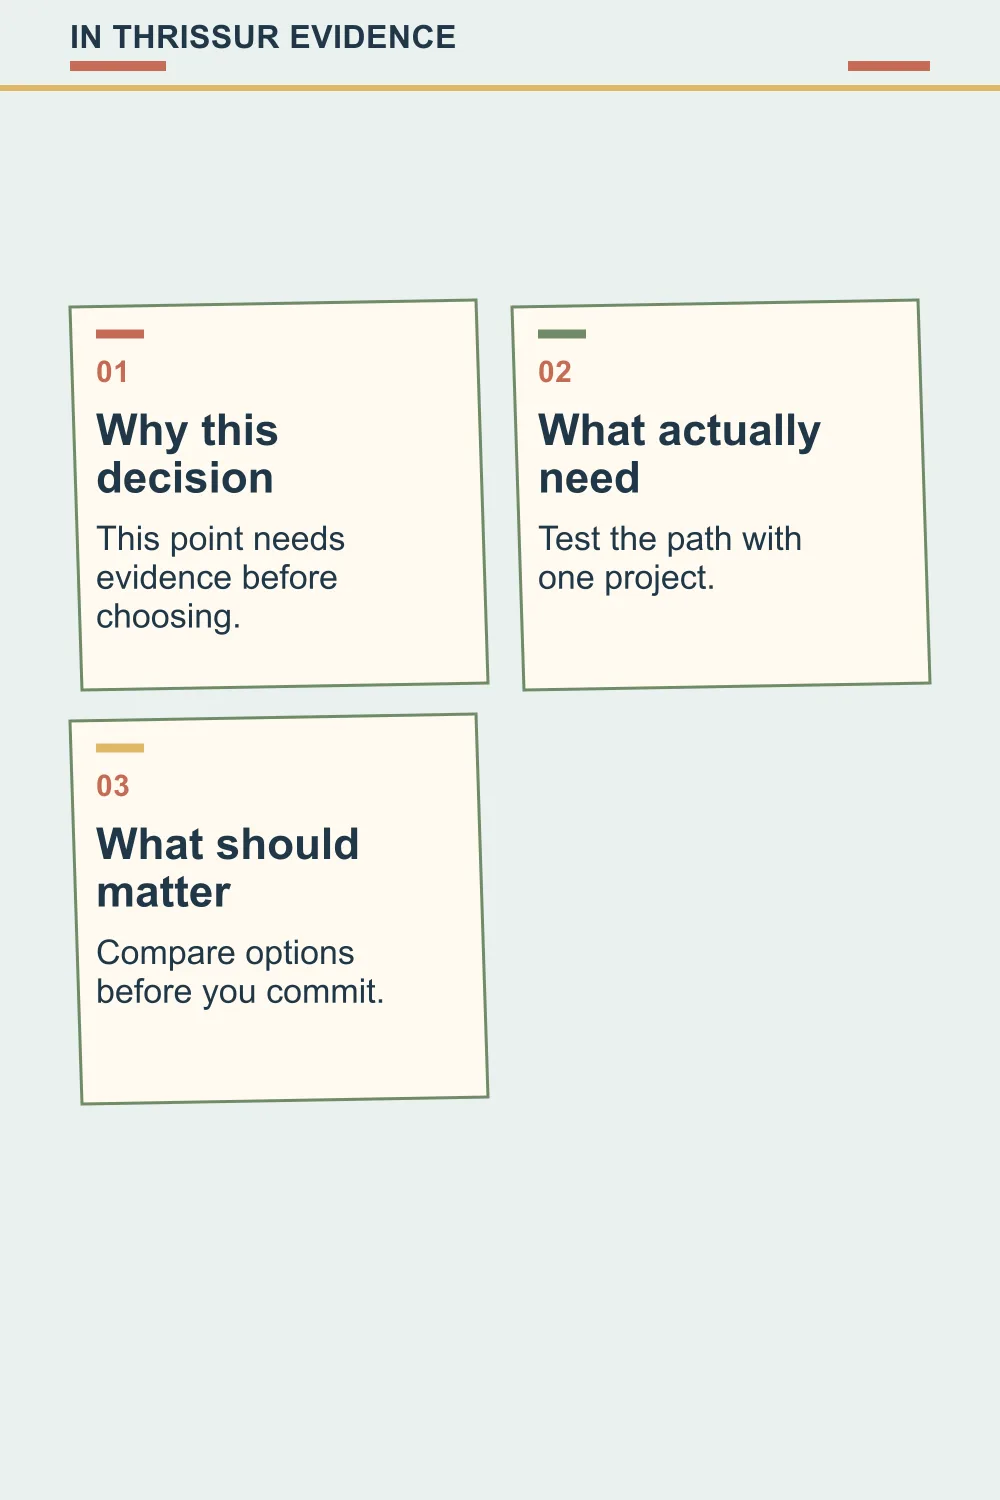 IN THRISSUR EVIDENCE
01
Why this
decision
This point needs
evidence before
choosing.
02
What actually
need
Test the path with
one project.
03
What should
matter
Compare options
before you commit.